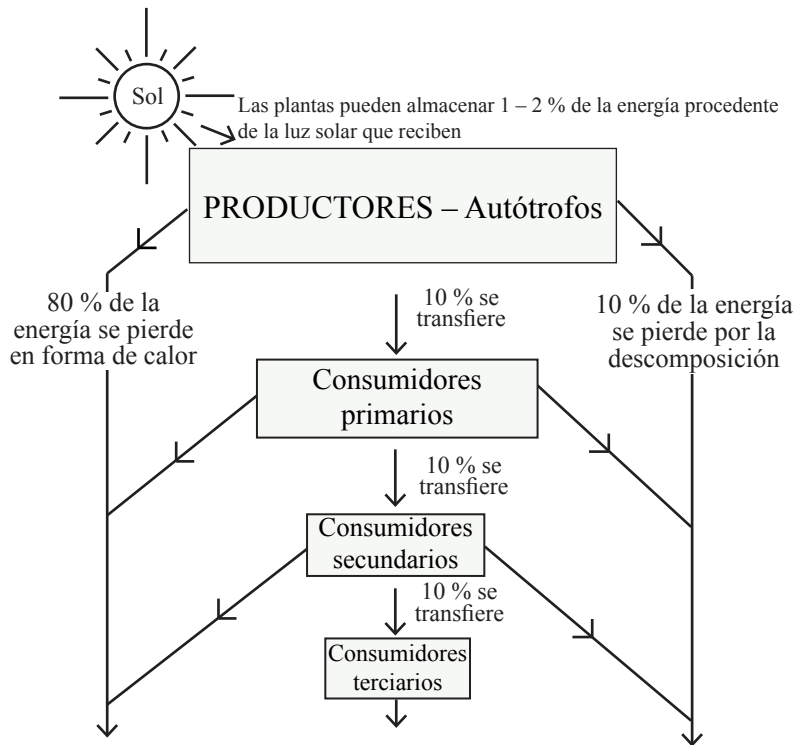 Sol
Las plantas pueden almacenar 1 – 2 % de la energía procedente
de la luz solar que reciben
PRODUCTORES – Autótrofos
80 % de la
energía se pierde
en forma de calor
10 % se
transfiere
10 % de la energía
se pierde por la
descomposición
Consumidores
primarios
10 % se
transfiere
Consumidores
secundarios
10 % se
transfiere
Consumidores
terciarios